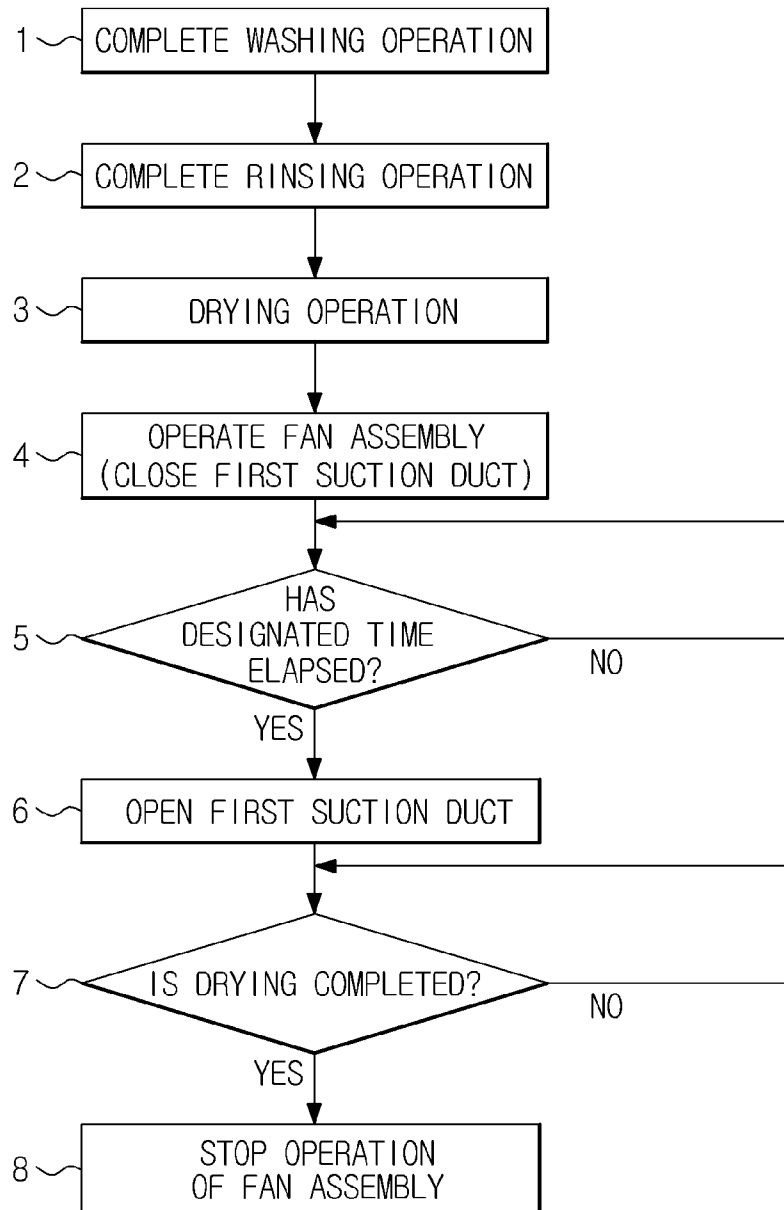 1 COMPLETE WASHING OPERATION
2 COMPLETE RINSING OPERATION
3 DRYING OPERATION
4 OPERATE FAN ASSEMBLY
(CLOSE FIRST SUCTION DUCT)
5 HAS
DESIGNATED TIME
ELAPSED?
NO
YES
6 OPEN FIRST SUCTION DUCT
7 IS DRYING COMPLETED?
NO
YES
8 STOP OPERATION
OF FAN ASSEMBLY